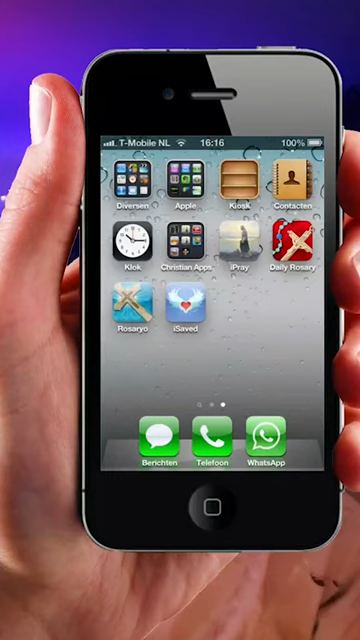 T-Mobile NL 16:16 100%
Diversen Apple Kiosk Contacten
Klok Christian Apps iPray Daily Rosary
Rosaryo iSaved
Berichten Telefoon WhatsApp